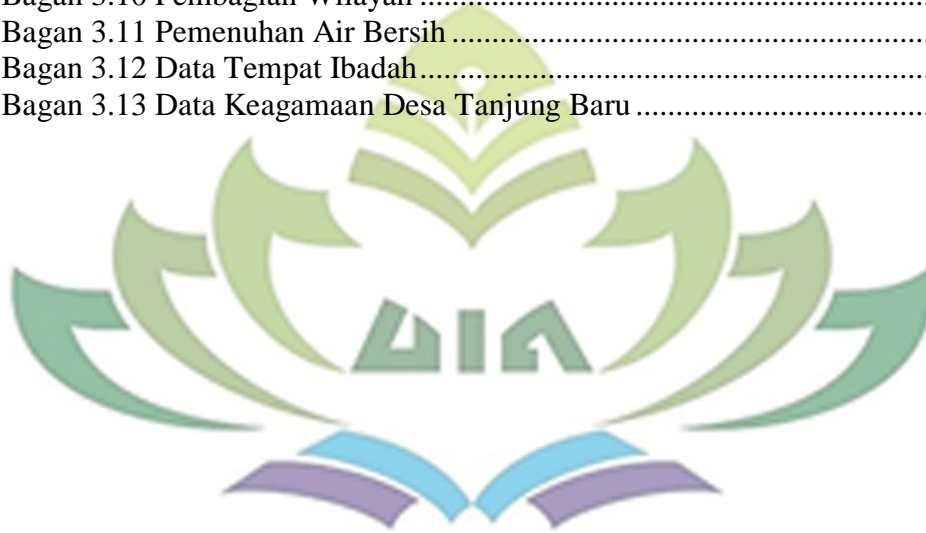 Bagan 3.10 Pembagian Wilayah ................................................................
Bagan 3.11 Pemenuhan Air Bersih ............................................................
Bagan 3.12 Data Tempat Ibadah................................................................
Bagan 3.13 Data Keagamaan Desa Tanjung Baru .....................................
UIN